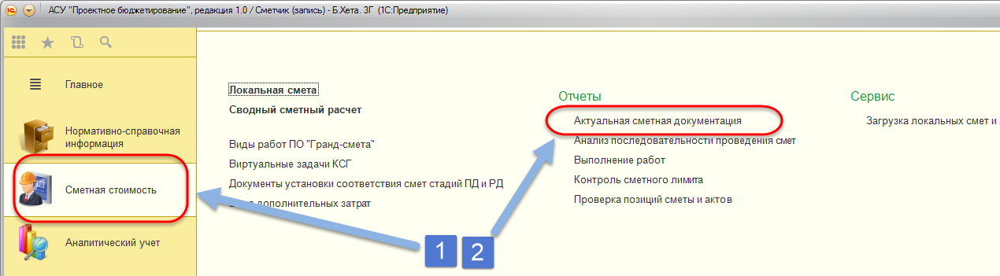 АСУ "Проектное бюджетирование", редакция 1.0 / Сметчик (запись) - Б.Хета. 3Г (1С:Предприятие)
Главное
Нормативно-справочная
информация
Сметная стоимость
Аналитический учет
Локальная смета
Сводный сметный расчет
Виды работ ПО "Гранд-смета"
Виртуальные задачи КСГ
Документы установки соответствия смет стадий ПД и РД
дополнительных затрат
Отчеты
Актуальная сметная документация
Анализ последовательности проведения смет
Выполнение работ
Контроль сметного лимита
Проверка позиций сметы и актов
Сервис
Загрузка локальных смет и
1
2